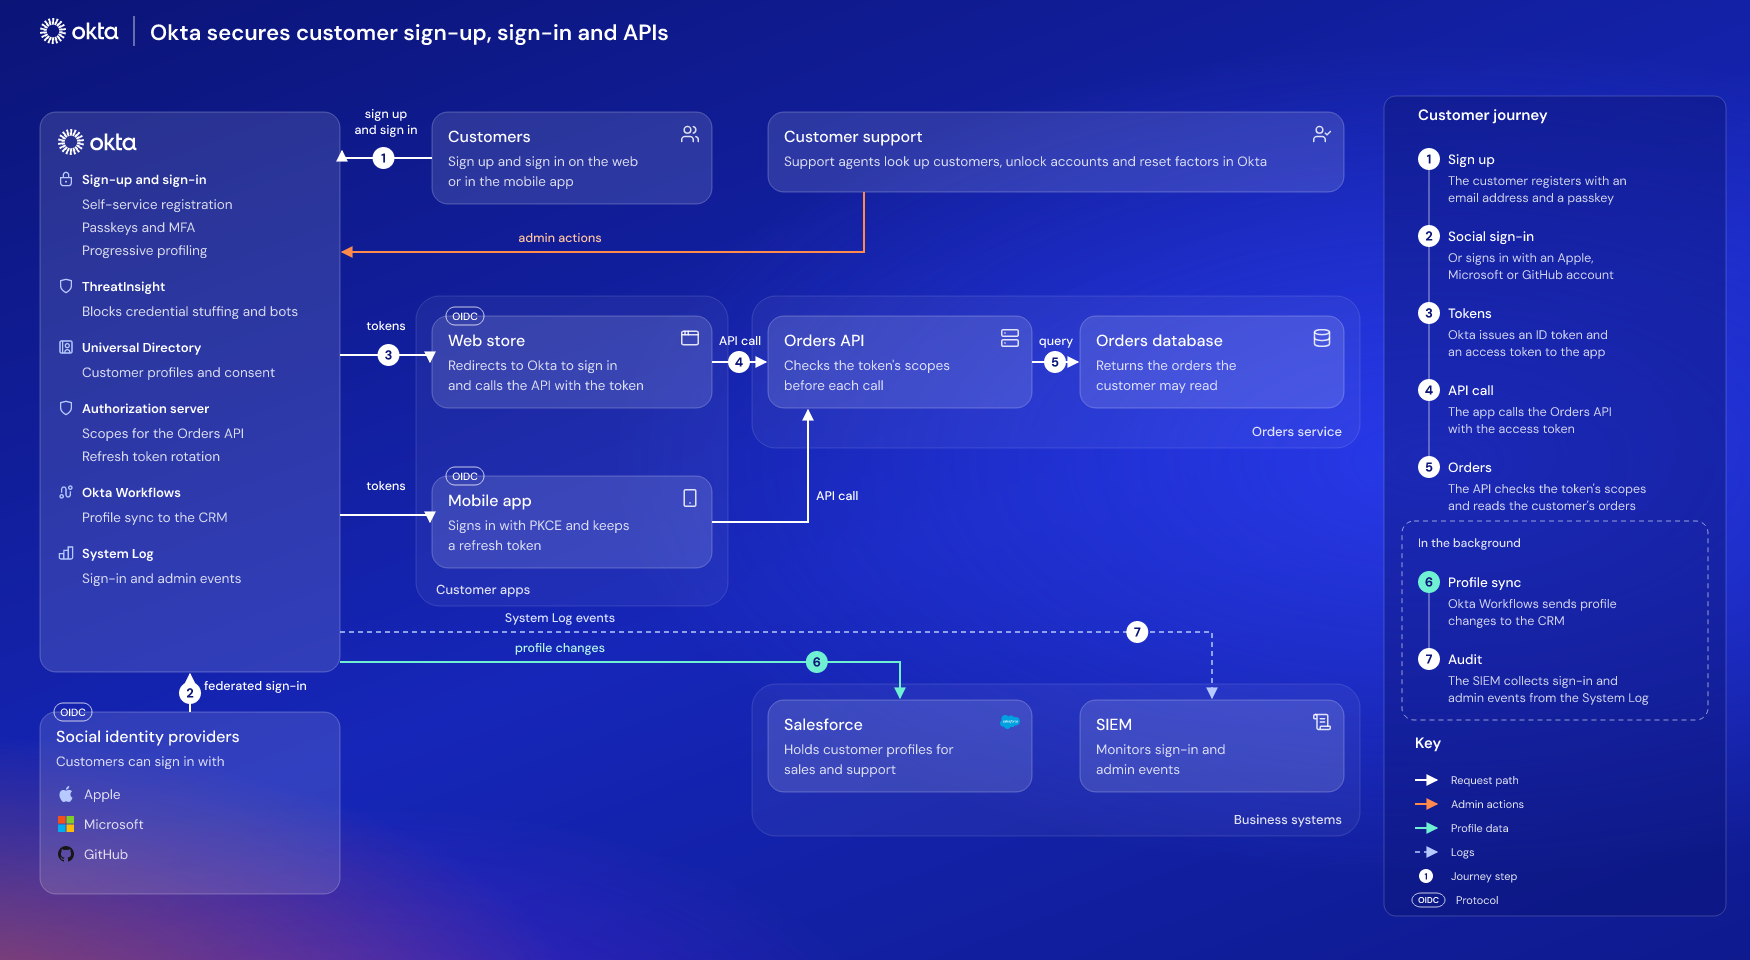 okta
Okta secures customer sign-up, sign-in and APIs
okta
Sign-up and sign-in
Self-service registration
Passkeys and MFA
Progressive profiling
ThreatInsight
Blocks credential stuffing and bots
Universal Directory
Customer profiles and consent
Authorization server
Scopes for the Orders API
Refresh token rotation
Okta Workflows
Profile sync to the CRM
System Log
Sign-in and admin events
sign up
and sign in
1
Customers
Sign up and sign in on the web
or in the mobile app
Customer support
Support agents look up customers, unlock accounts and reset factors in Okta
admin actions
tokens
3
OIDC
Web store
Redirects to Okta to sign in
and calls the API with the token
API call
4
Orders API
Checks the token's scopes
before each call
query
5
Orders database
Returns the orders the
customer may read
Orders service
tokens
OIDC
Mobile app
Signs in with PKCE and keeps
a refresh token
Customer apps
API call
System Log events
7
profile changes
6
2
federated sign-in
OIDC
Social identity providers
Customers can sign in with
Apple
Microsoft
GitHub
Salesforce
Holds customer profiles for
sales and support
SIEM
Monitors sign-in and
admin events
Business systems
Customer journey
1
Sign up
The customer registers with an
email address and a passkey
2
Social sign-in
Or signs in with an Apple,
Microsoft or GitHub account
3
Tokens
Okta issues an ID token and
an access token to the app
4
API call
The app calls the Orders API
with the access token
5
Orders
The API checks the token's scopes
and reads the customer's orders
In the background
6
Profile sync
Okta Workflows sends profile
changes to the CRM
7
Audit
The SIEM collects sign-in and
admin events from the System Log
Key
Request path
Admin actions
Profile data
Logs
1
Journey step
OIDC
Protocol